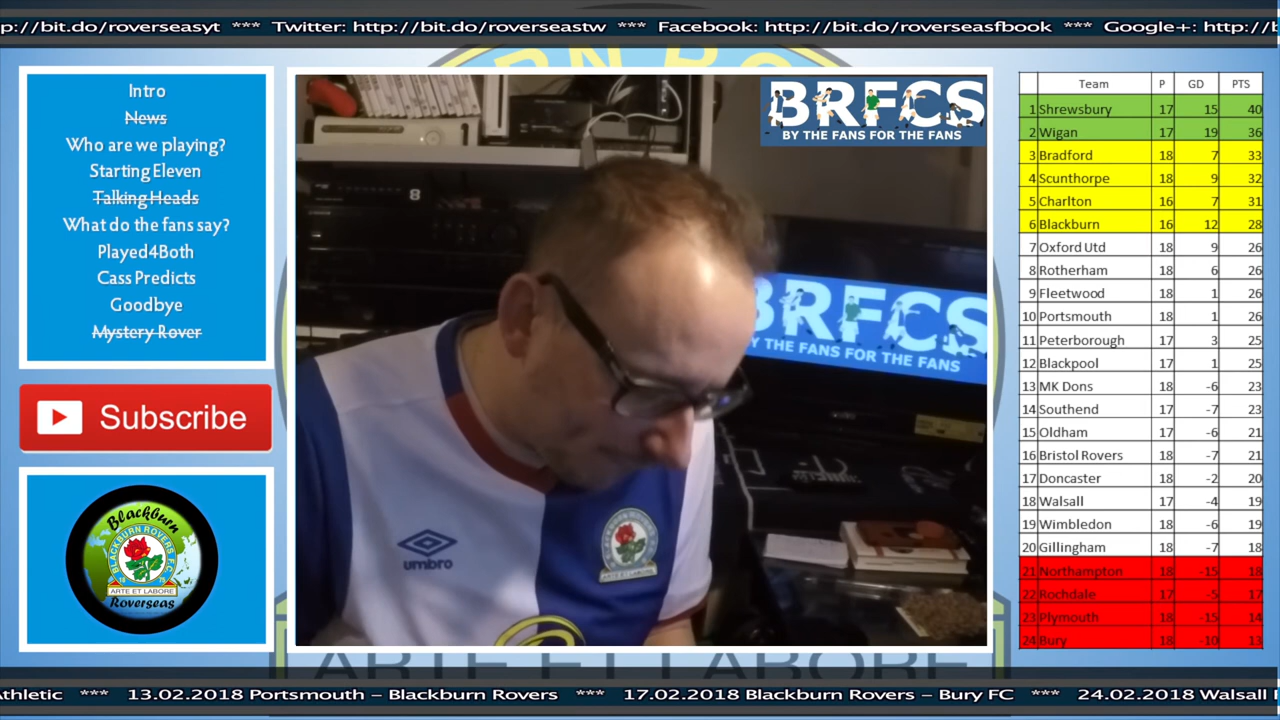 p://bit.do/roverseasyt *** Twitter: http://bit.do/roverseastw *** Facebook: http://bit.do/roverseasfbook *** Google+: http://b
Intro
News
Who are we playing?
Starting Eleven
Talking Heads
What do the fans say?
Played4Both
Cass Predicts
Goodbye
Mystery Rover
Subscribe
Blackburn
BLACKBURN ROVERS F.C.
18 75
ARTE ET LABORE
Roverseas
BRFCS
BY THE FANS FOR THE FANS
8
BRFCS
BY THE FANS FOR THE FANS
umbro
Team P GD PTS
1 Shrewsbury 17 15 40
2 Wigan 17 19 36
3 Bradford 18 7 33
4 Scunthorpe 18 9 32
5 Charlton 16 7 31
6 Blackburn 16 12 28
7 Oxford Utd 18 9 26
8 Rotherham 18 6 26
9 Fleetwood 18 1 26
10 Portsmouth 18 1 26
11 Peterborough 17 3 25
12 Blackpool 17 1 25
13 MK Dons 18 -6 23
14 Southend 17 -7 23
15 Oldham 17 -6 21
16 Bristol Rovers 18 -7 21
17 Doncaster 18 -2 20
18 Walsall 17 -4 19
19 Wimbledon 18 -6 19
20 Gillingham 18 -7 18
21 Northampton 18 -15 18
22 Rochdale 17 -5 17
23 Plymouth 18 -15 14
24 Bury 18 -10 13
ARTE ET LABORE
Athletic *** 13.02.2018 Portsmouth – Blackburn Rovers *** 17.02.2018 Blackburn Rovers – Bury FC *** 24.02.2018 Walsall